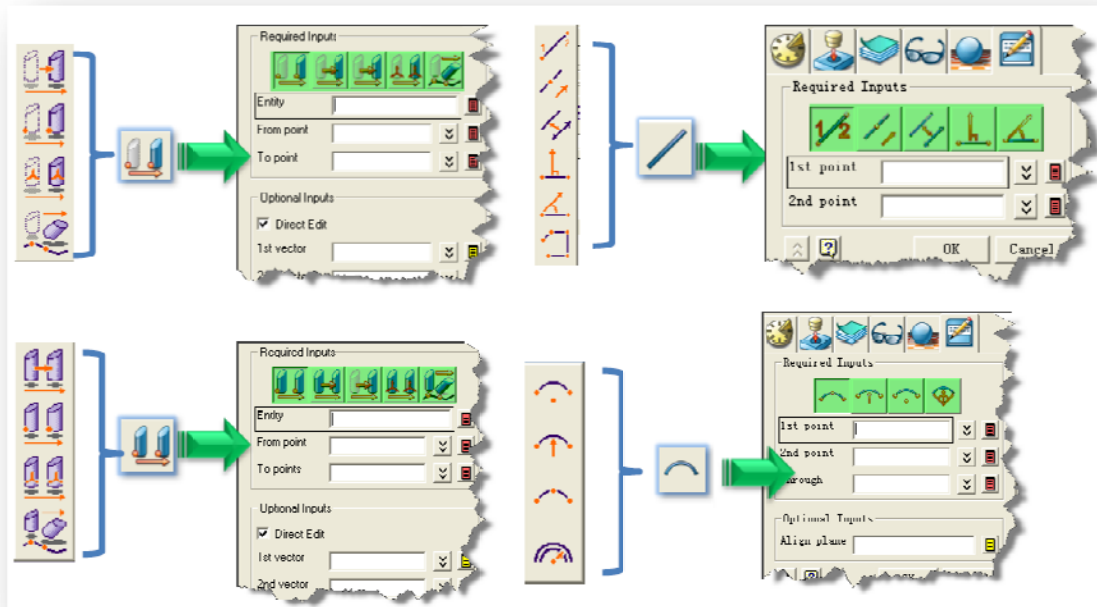 Required Inputs
Entity
From point
To point
Optional Inputs
Direct Edit
1st vector
Required Inputs
1/2
1st point
2nd point
OK
Cancel
Required Inputs
Entity
From point
To points
Optional Inputs
Direct Edit
1st vector
2nd vector
Required Inputs
1st point
2nd point
Optional Inputs
Align plane